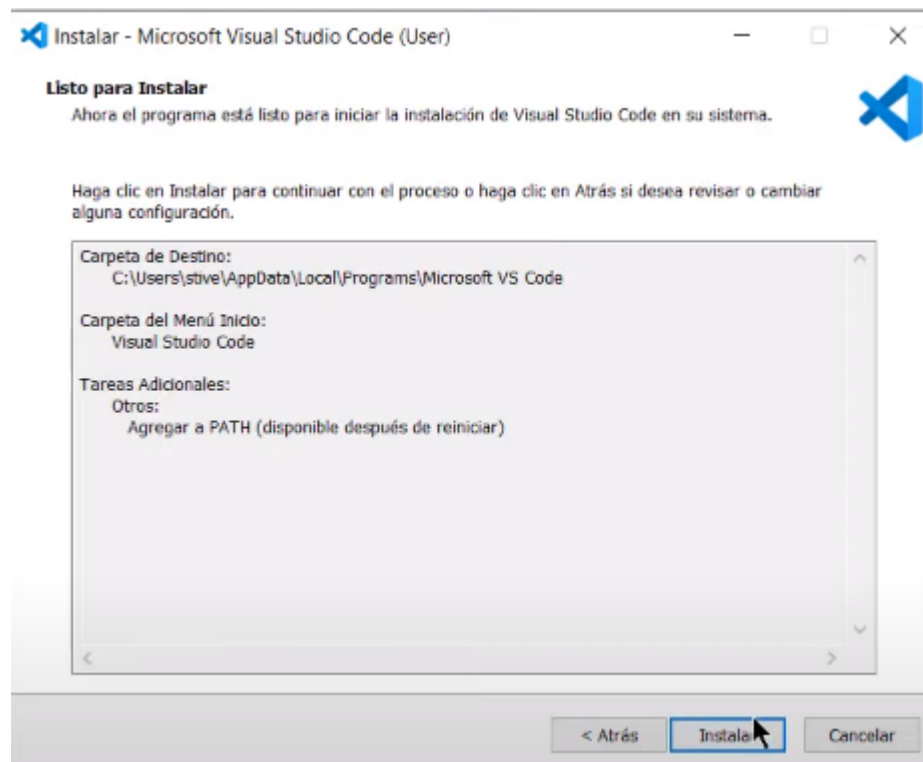 Instalar - Microsoft Visual Studio Code (User)
Listo para Instalar
Ahora el programa está listo para iniciar la instalación de Visual Studio Code en su sistema.
Haga clic en Instalar para continuar con el proceso o haga clic en Atrás si desea revisar o cambiar
alguna configuración.
Carpeta de Destino:
C:\Users\stive\AppData\Local\Programs\Microsoft VS Code
Carpeta del Menú Inicio:
Visual Studio Code
Tareas Adicionales:
Otros:
Agregar a PATH (disponible después de reiniciar)
< Atrás Instalar Cancelar